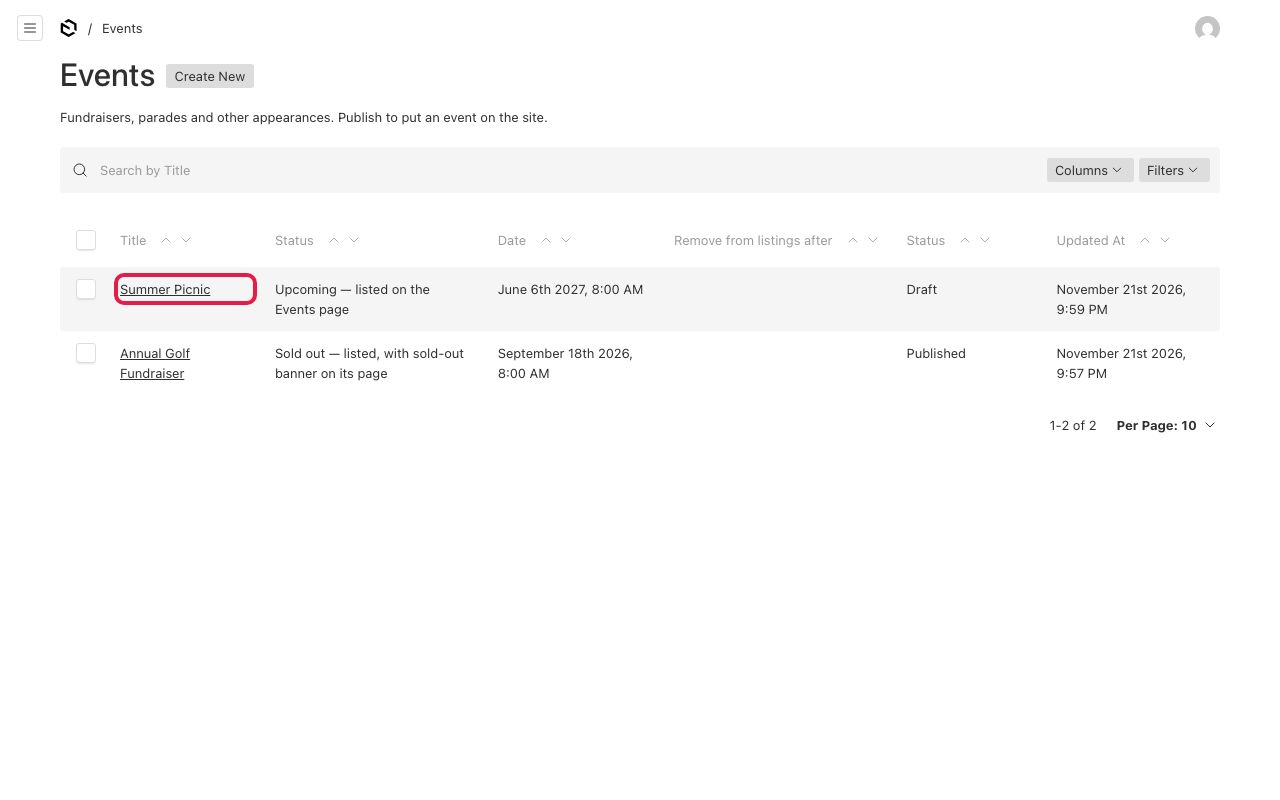 / Events
Events Create New
Fundraisers, parades and other appearances. Publish to put an event on the site.
Search by Title Columns Filters
Title Status Date Remove from listings after Status Updated At
Summer Picnic Upcoming — listed on the June 6th 2027, 8:00 AM Draft November 21st 2026,
Events page 9:59 PM
Annual Golf Sold out — listed, with sold-out September 18th 2026, Published November 21st 2026,
Fundraiser banner on its page 8:00 AM 9:57 PM
1-2 of 2 Per Page: 10